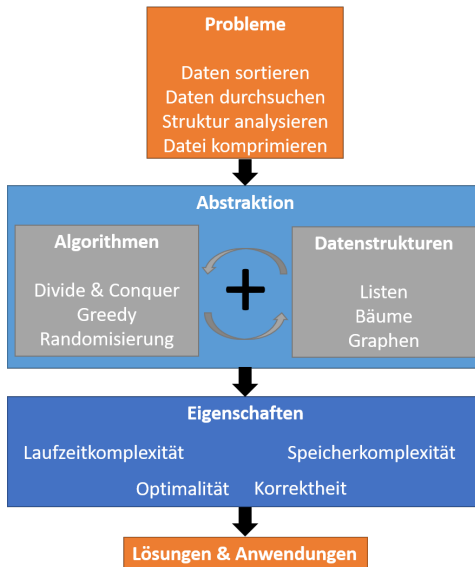 Probleme
Daten sortieren
Daten durchsuchen
Struktur analysieren
Datei komprimieren
Abstraktion
Algorithmen
Divide & Conquer
Greedy
Randomisierung
+
Datenstrukturen
Listen
Bäume
Graphen
Eigenschaften
Laufzeitkomplexität Speicherkomplexität
Optimalität Korrektheit
Lösungen & Anwendungen